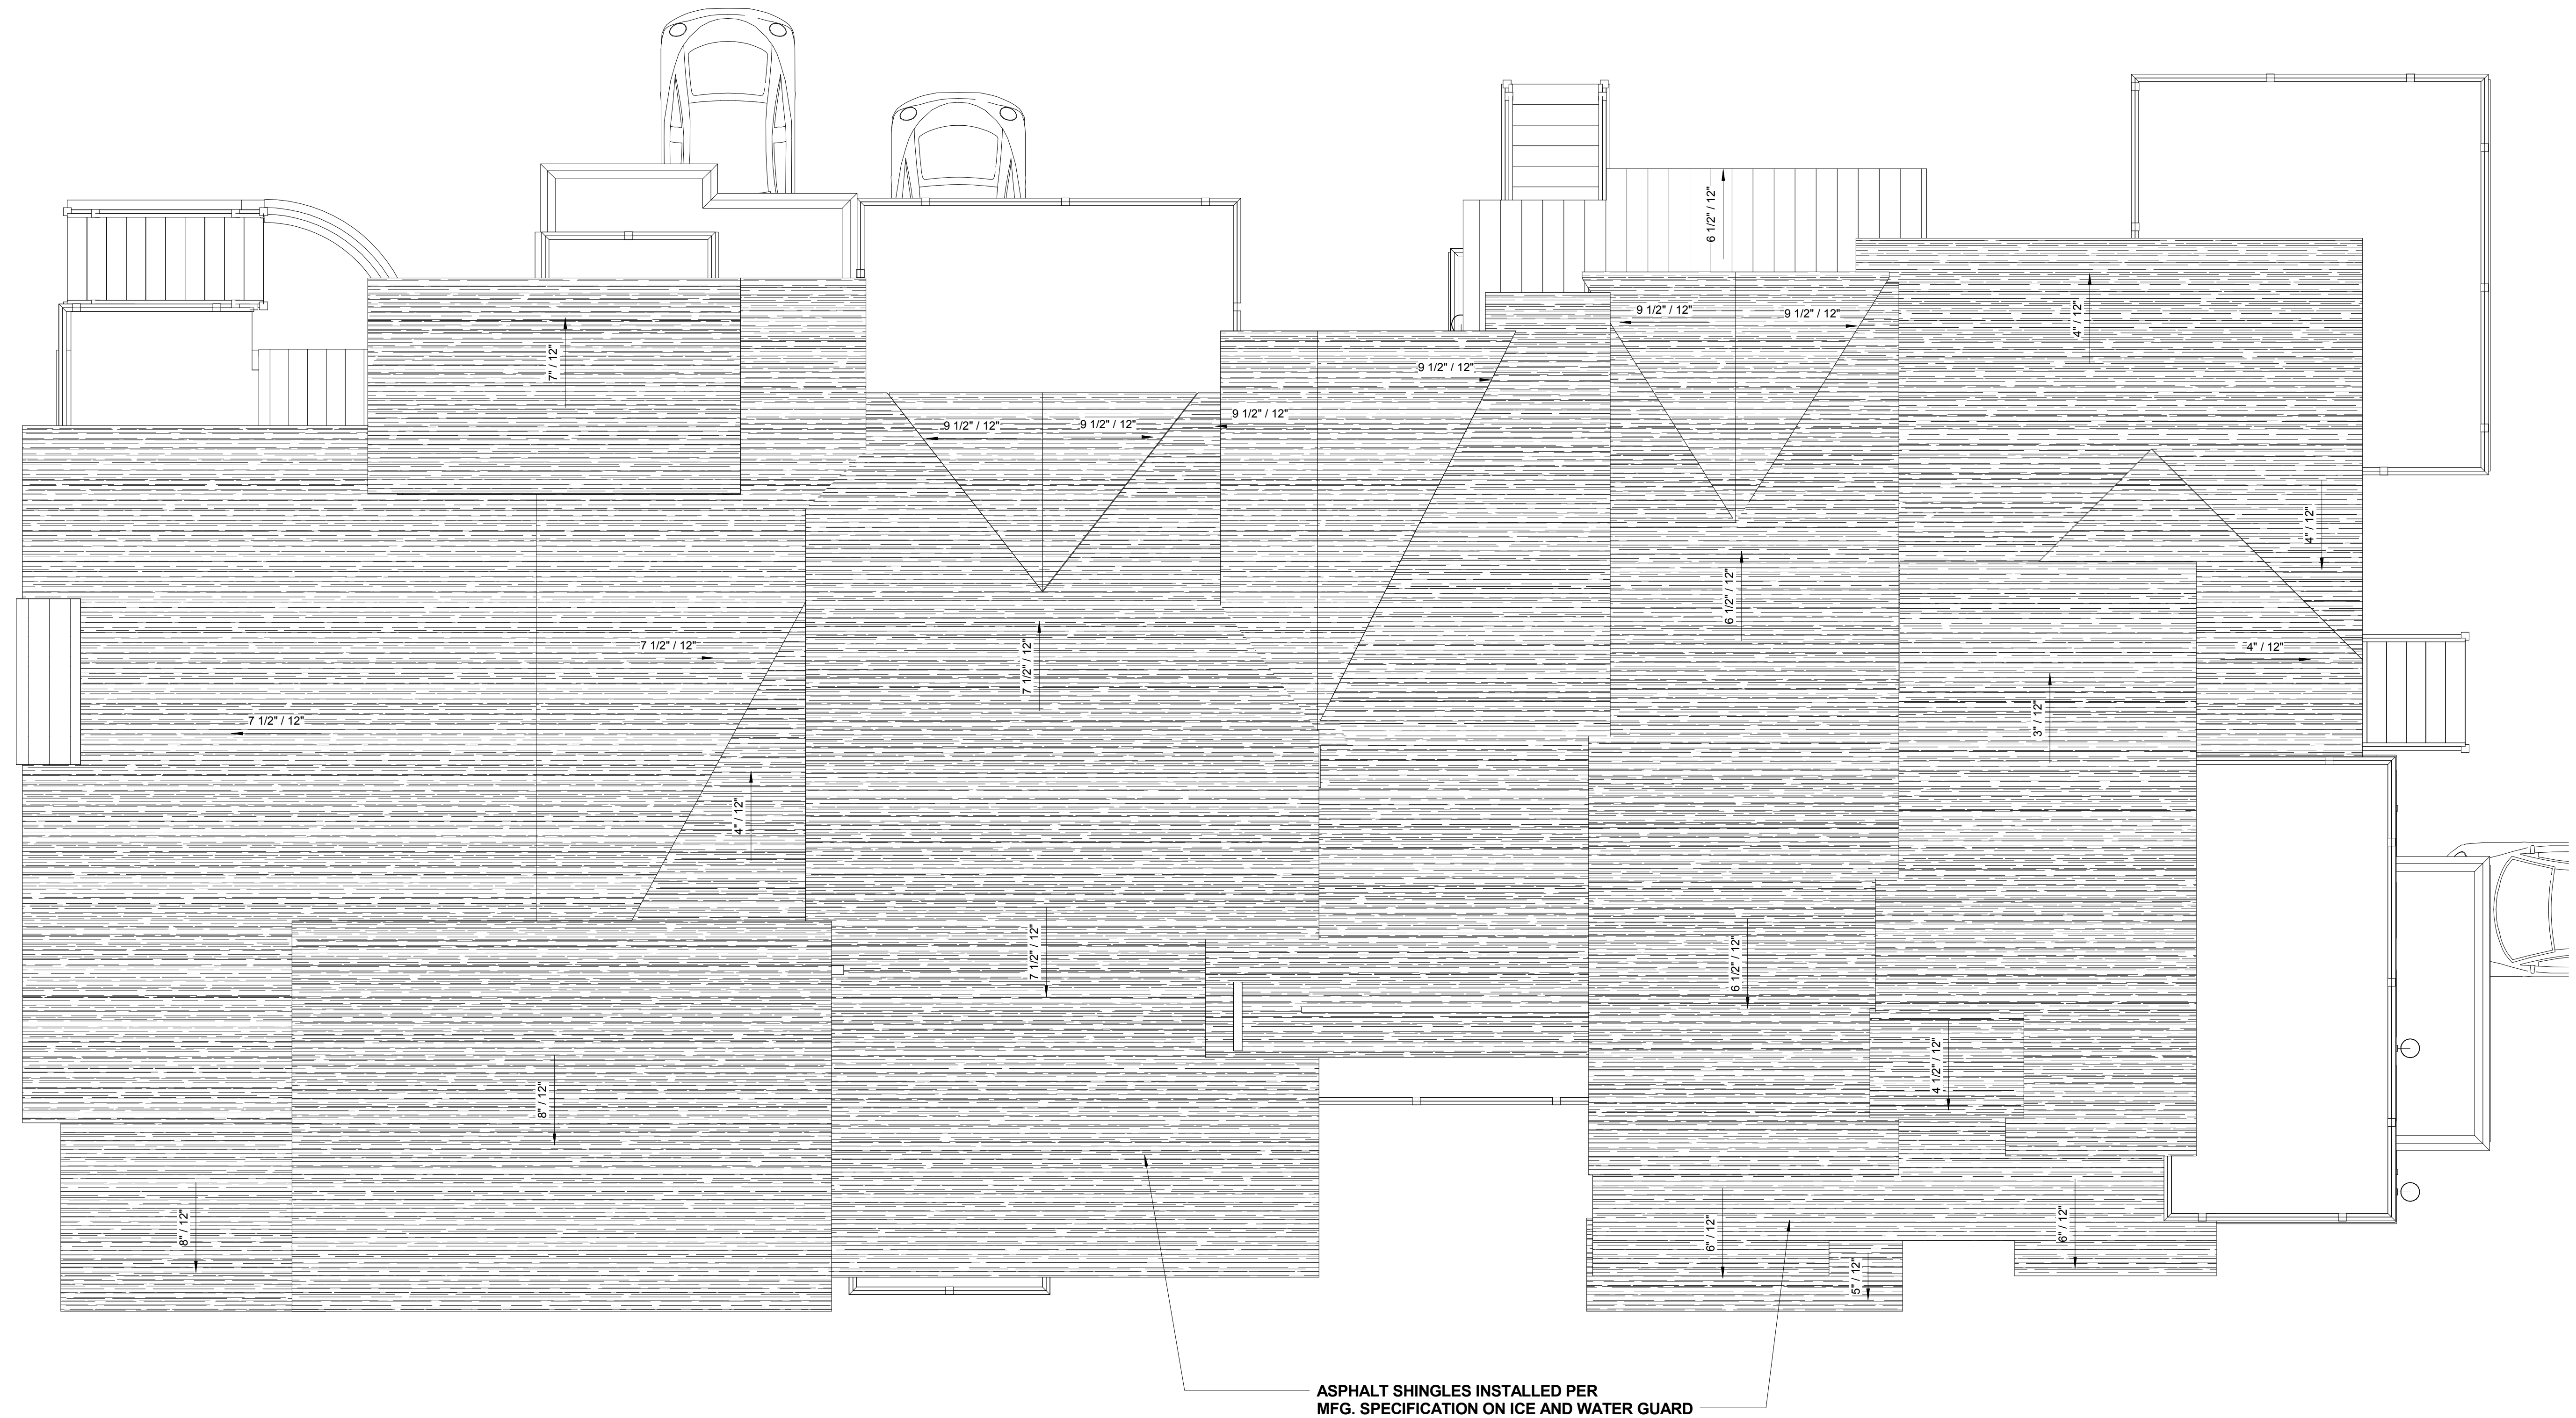 6 1/2" / 12"
9 1/2" / 12"
9 1/2" / 12"
4" / 12"
7" / 12"
9 1/2" / 12"
9 1/2" / 12"
9 1/2" / 12"
9 1/2" / 12"
4" / 12"
6 1/2" / 12"
7 1/2" / 12"
7 1/2" / 12"
4" / 12"
7 1/2" / 12"
3" / 12"
4" / 12"
7 1/2" / 12"
6 1/2" / 12"
4 1/2" / 12"
8" / 12"
8" / 12"
6" / 12"
6" / 12"
5" / 12"
ASPHALT SHINGLES INSTALLED PER
MFG. SPECIFICATION ON ICE AND WATER GUARD